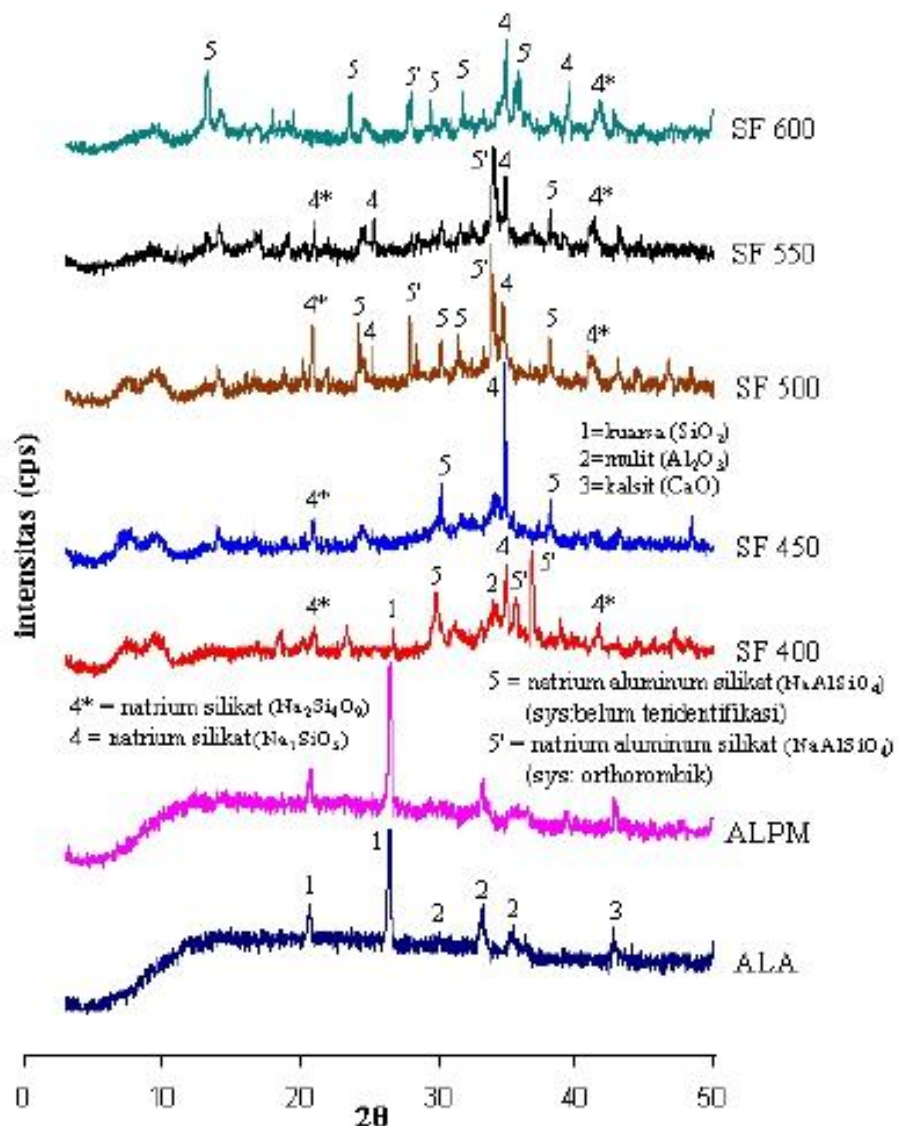 4
5 5 5' 5 5 5' 4 4*
SF 600
4* 4 5' 4 5 4*
SF 550
4* 5 4 5' 5 5 5' 4 5 4*
SF 500
1=kuarsa (SiO₂)
2=mulit (Al₂O₃)
3=kalsit (CaO)
4* 5 4 5
SF 450
4* 1 5 2 4 5' 5' 4*
SF 400
4* = natrium silikat (Na₂Si₄O₉)
4 = natrium silikat
5 = natrium aluminum silikat (NaAlSiO₄)
(sys:belum teridentifikasi)
5' = natrium aluminum silikat (NaAlSiO₄)
(sys: orthorombik)
ALPM
1 1 2 2 2 3
ALA
intensitas (cps)
0 10 20 30 40 50
2θ